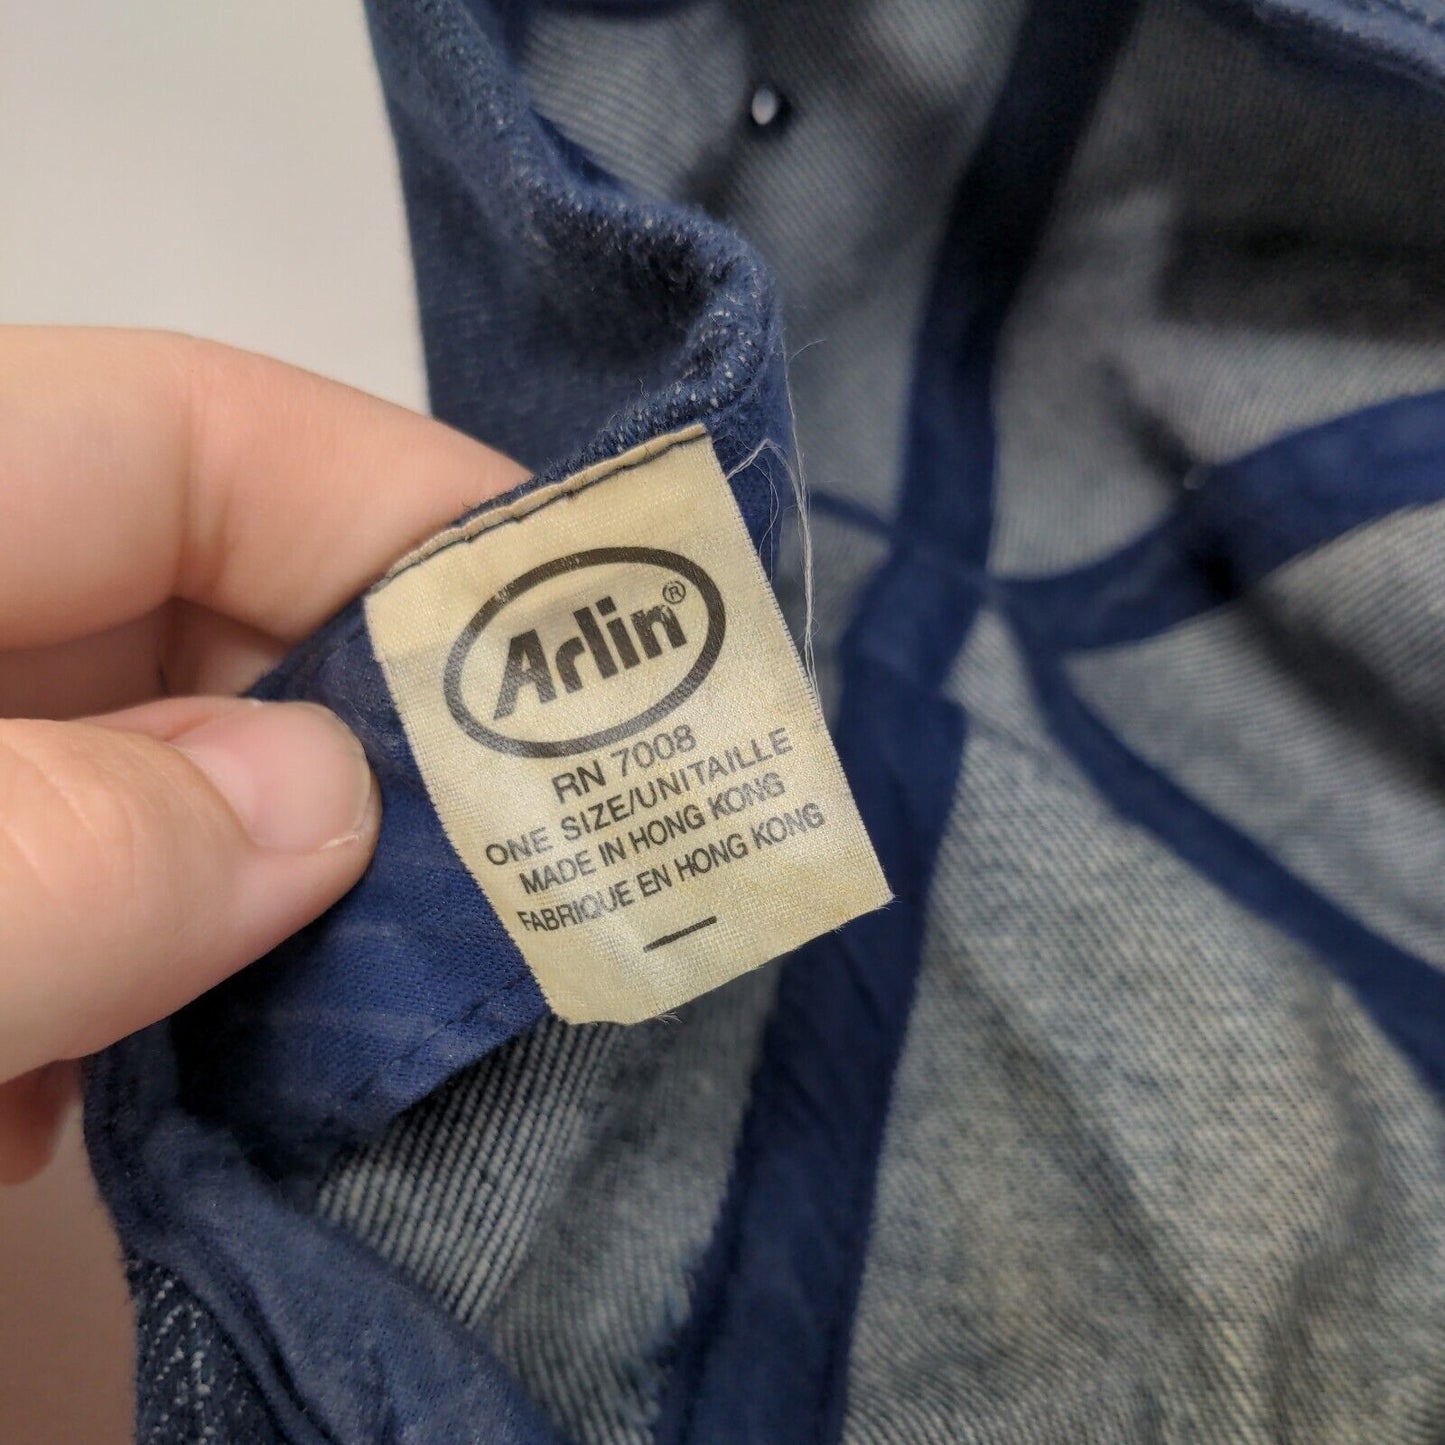 Arlin®
RN 7008
ONE SIZE/UNITAILLE
MADE IN HONG KONG
FABRIQUE EN HONG KONG